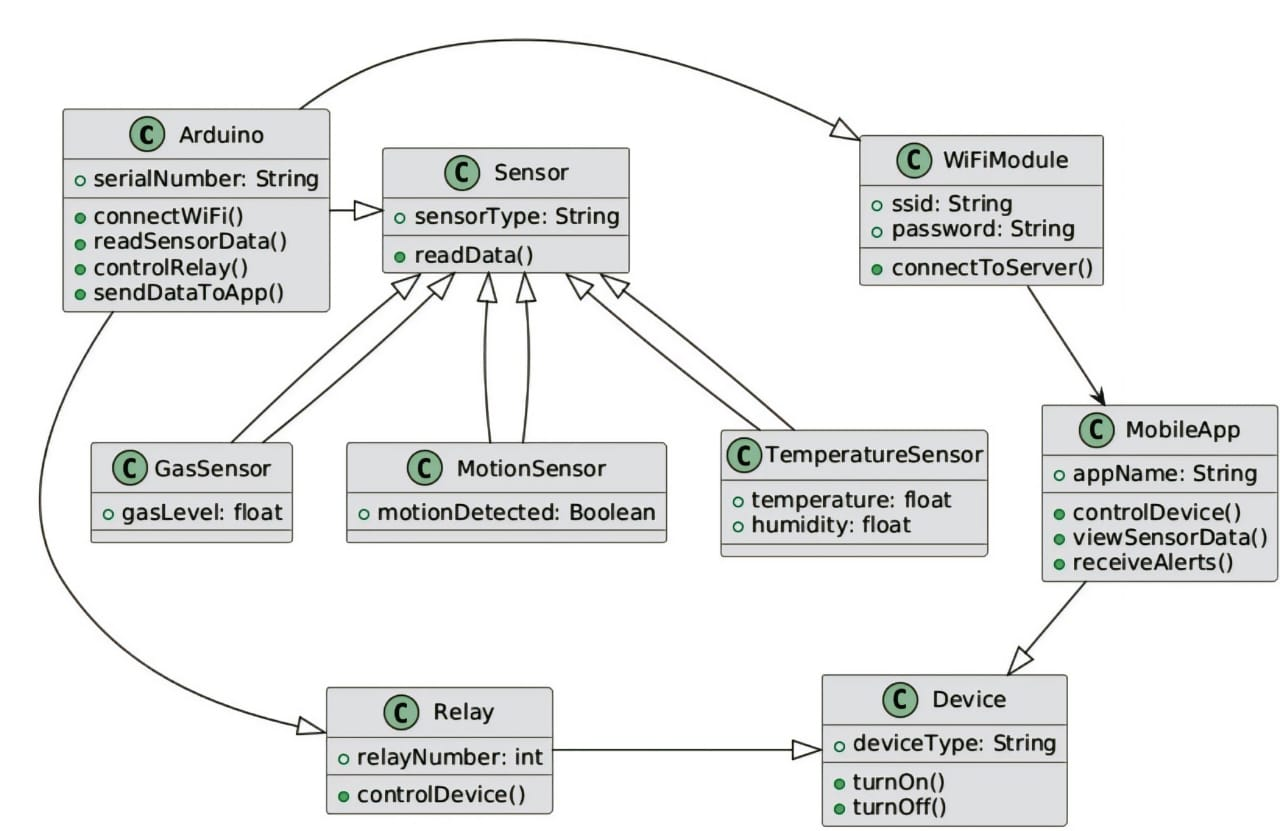 C Arduino
serialNumber: String
connectWiFi()
readSensorData()
controlRelay()
sendDataToApp()
C Sensor
sensorType: String
readData()
C WiFiModule
ssid: String
password: String
connectToServer()
C GasSensor
gasLevel: float
C MotionSensor
motionDetected: Boolean
C TemperatureSensor
temperature: float
humidity: float
C MobileApp
appName: String
controlDevice()
viewSensorData()
receiveAlerts()
C Relay
relayNumber: int
controlDevice()
C Device
deviceType: String
turnOn()
turnOff()